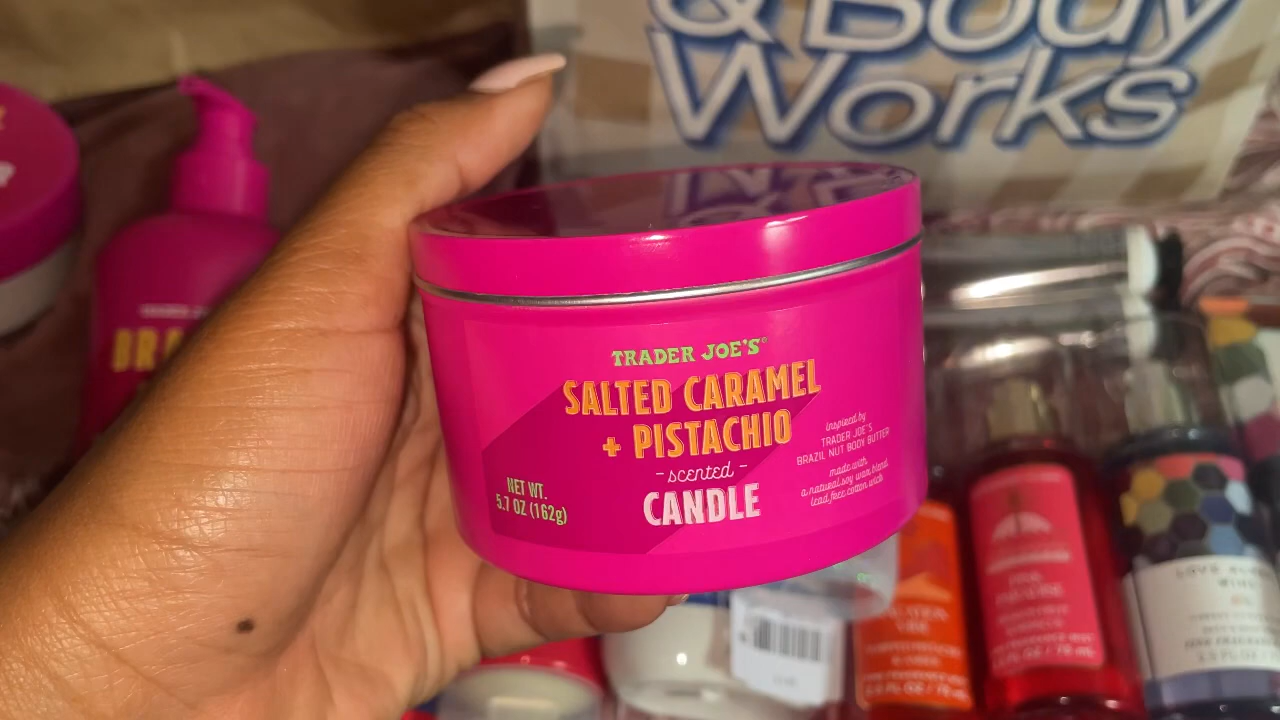 & Body
Works
TRADER JOE'S
SALTED CARAMEL
+ PISTACHIO
- scented -
CANDLE
NET WT.
5.7 OZ (162g)
inspired by
TRADER JOE'S
BRAZIL NUT BODY BUTTER
made with
a natural soy wax blend
lead free cotton wick
BR